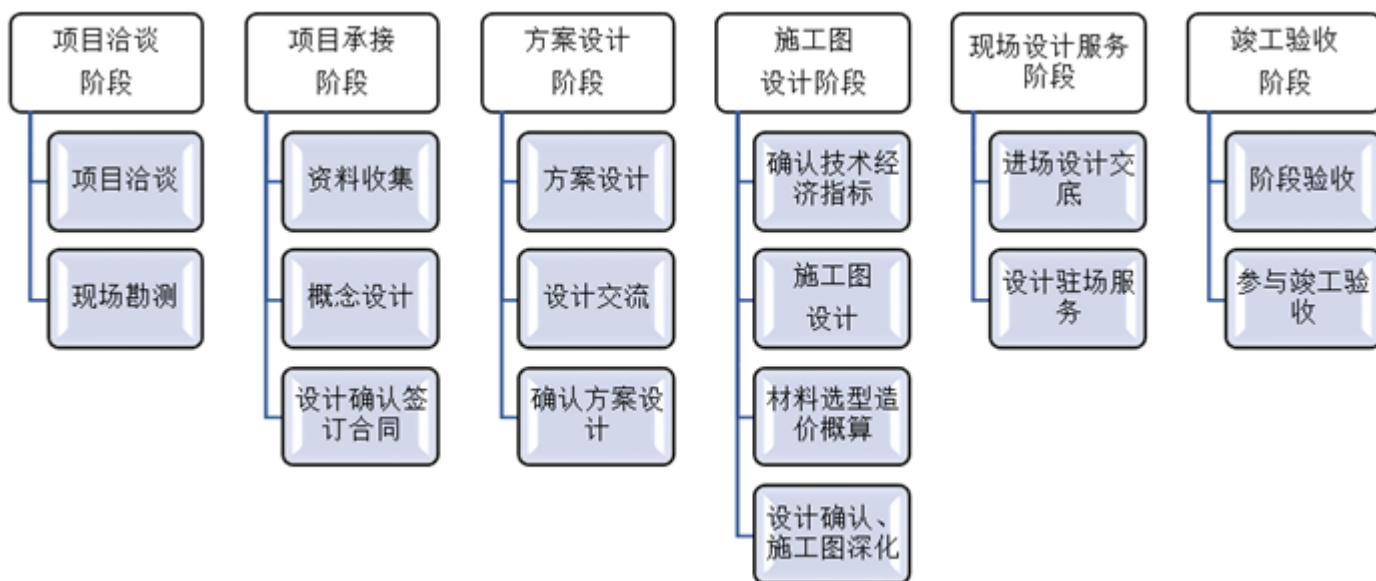 项目洽谈
阶段
项目洽谈
现场勘测
项目承接
阶段
资料收集
概念设计
设计确认签
订合同
方案设计
阶段
方案设计
设计交流
确认方案设
计
施工图
设计阶段
确认技术经
济指标
施工图
设计
材料选型造
价概算
设计确认、
施工图深化
现场设计服务
阶段
进场设计交
底
设计驻场服
务
竣工验收
阶段
阶段验收
参与竣工验
收